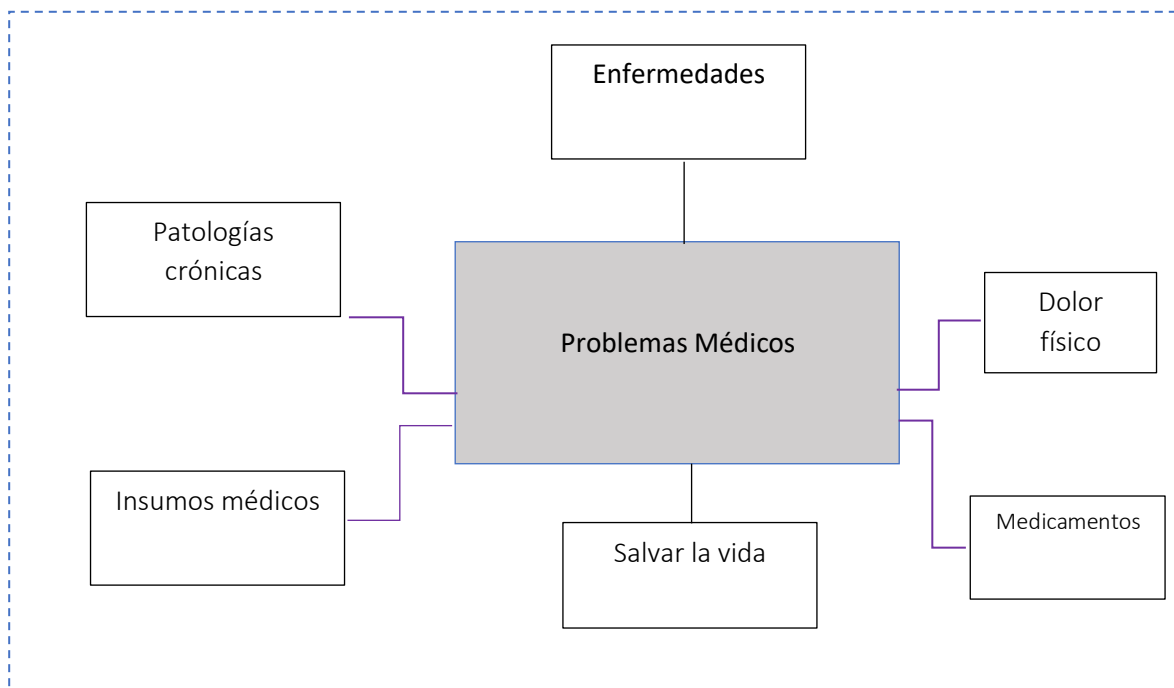 Enfermedades
Patologías
crónicas
Problemas Médicos
Dolor
físico
Insumos médicos
Medicamentos
Salvar la vida